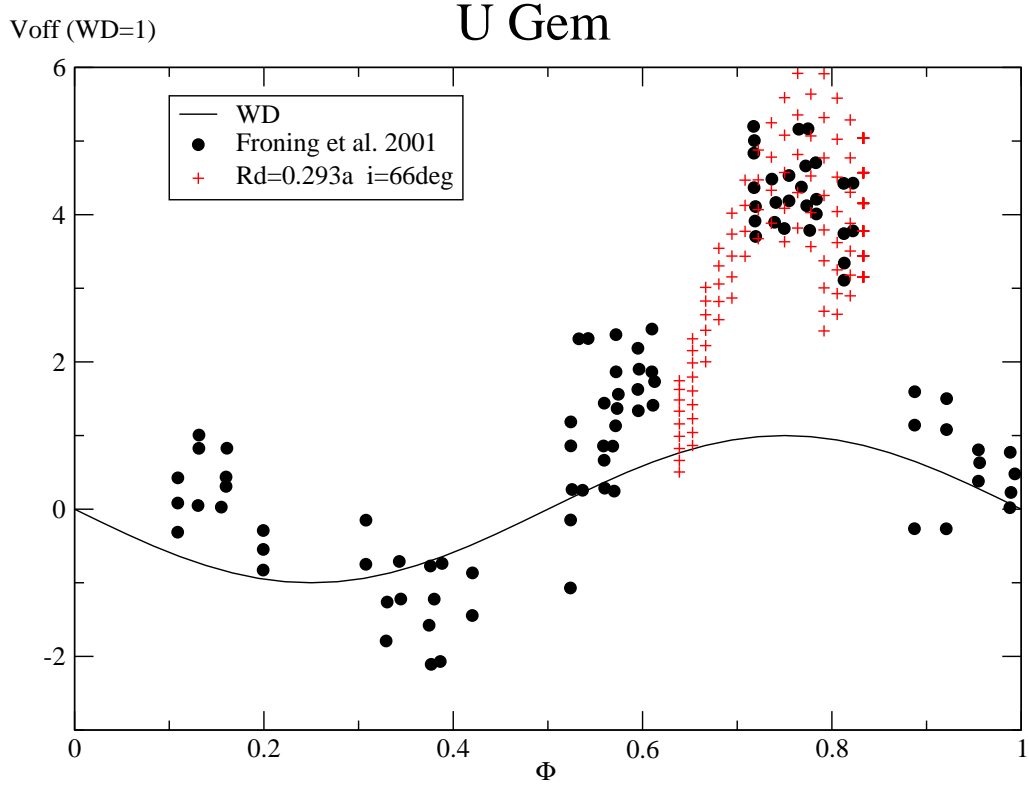 U Gem
Voff (WD=1)
WD
Froning et al. 2001
Rd=0.293a i=66deg
6
4
2
0
-2
0 0.2 0.4 0.6 0.8 1
Φ